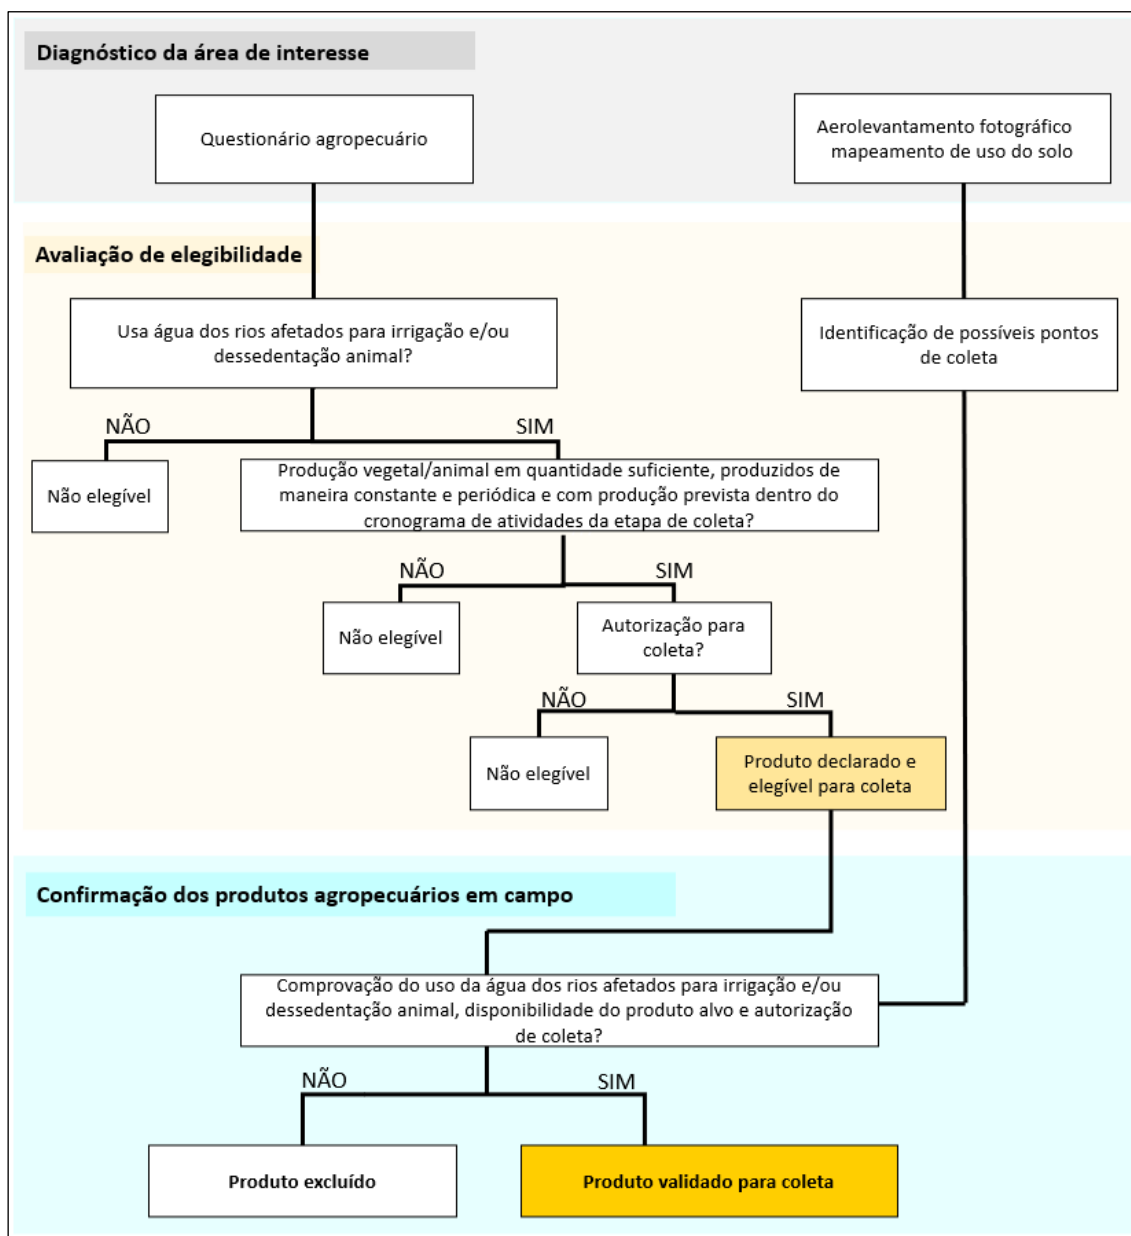 Diagnóstico da área de interesse
Questionário agropecuário
Aerolevantamento fotográfico
mapeamento de uso do solo
Avaliação de elegibilidade
Usa água dos rios afetados para irrigação e/ou
dessedentação animal?
Identificação de possíveis pontos
de coleta
NÃO
SIM
Não elegível
Produção vegetal/animal em quantidade suficiente, produzidos de
maneira constante e periódica e com produção prevista dentro do
cronograma de atividades da etapa de coleta?
NÃO
SIM
Não elegível
Autorização para
coleta?
NÃO
SIM
Não elegível
Produto declarado e
elegível para coleta
Confirmação dos produtos agropecuários em campo
Comprovação do uso da água dos rios afetados para irrigação e/ou
dessedentação animal, disponibilidade do produto alvo e autorização
de coleta?
NÃO
SIM
Produto excluído
Produto validado para coleta